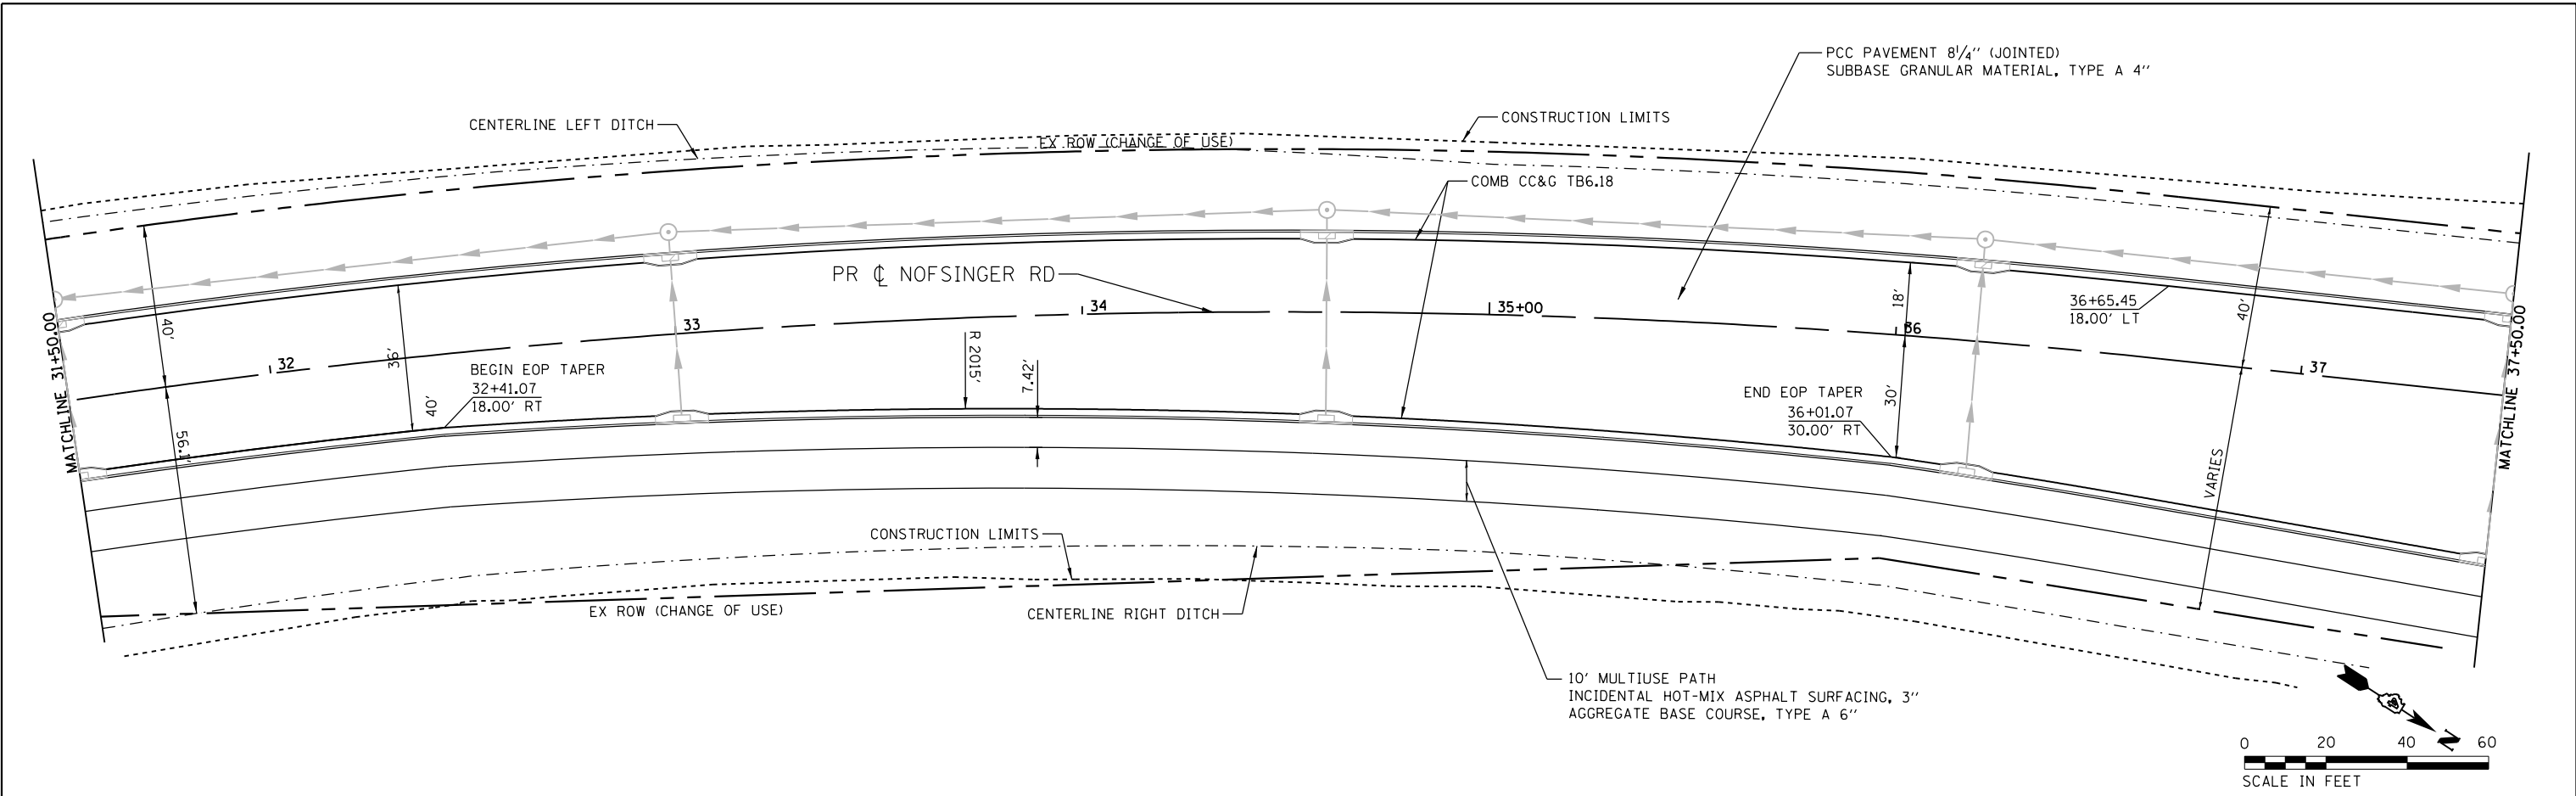 PCC PAVEMENT 8¼'' (JOINTED)
SUBBASE GRANULAR MATERIAL, TYPE A 4''
CENTERLINE LEFT DITCH
CONSTRUCTION LIMITS
EX ROW (CHANGE OF USE)
COMB CC&G TB6.18
PR ℄ NOFSINGER RD
MATCHLINE 31+50.00
40'
56.1'
32
36'
40'
BEGIN EOP TAPER
32+41.07
18.00' RT
33
34
R 2015'
7.42'
35+00
18'
36
30'
END EOP TAPER
36+01.07
30.00' RT
36+65.45
18.00' LT
40'
37
VARIES
MATCHLINE 37+50.00
CONSTRUCTION LIMITS
EX ROW (CHANGE OF USE)
CENTERLINE RIGHT DITCH
10' MULTIUSE PATH
INCIDENTAL HOT-MIX ASPHALT SURFACING, 3''
AGGREGATE BASE COURSE, TYPE A 6''
N
0 20 40 60
SCALE IN FEET